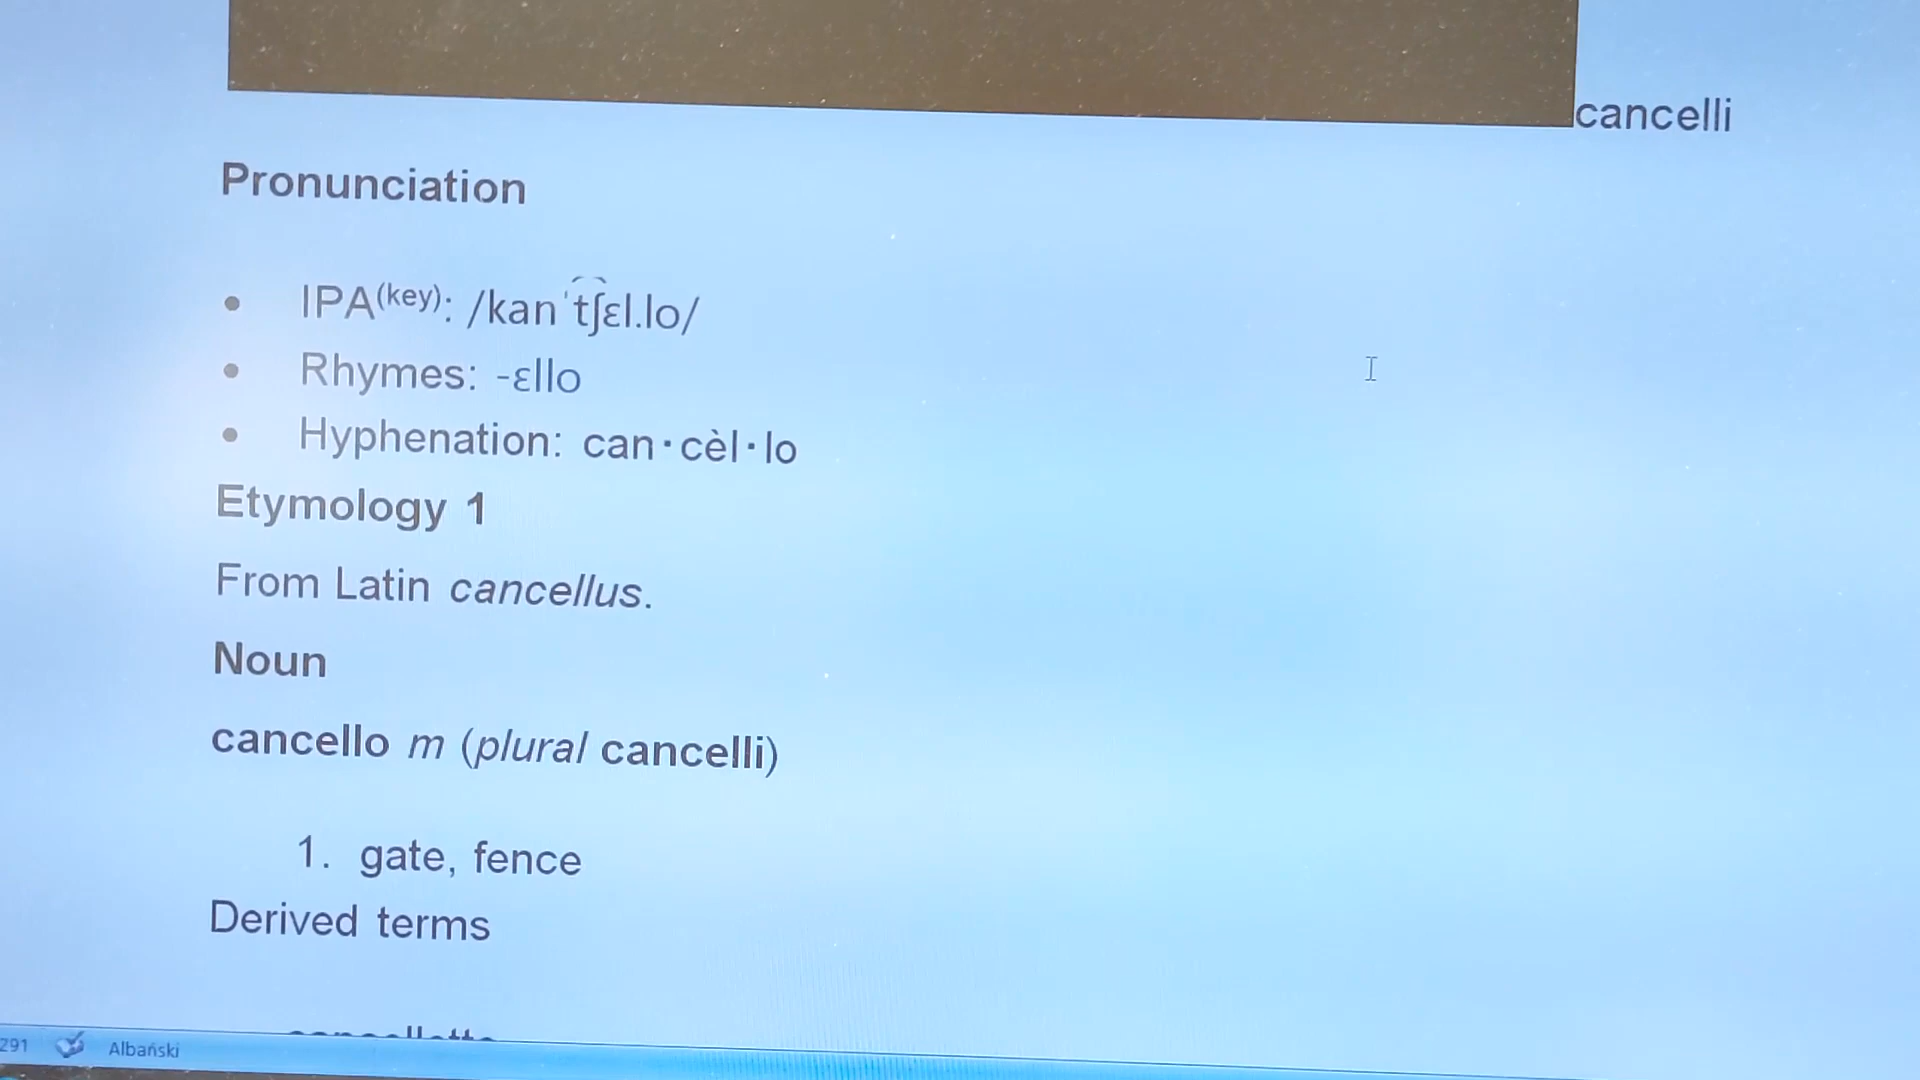 cancelli
Pronunciation
• IPA(key): /kanˈt͡ʃɛl.lo/
• Rhymes: -ɛllo
• Hyphenation: can·cèl·lo
Etymology 1
From Latin cancellus.
Noun
cancello m (plural cancelli)
1. gate, fence
Derived terms
291 Albański